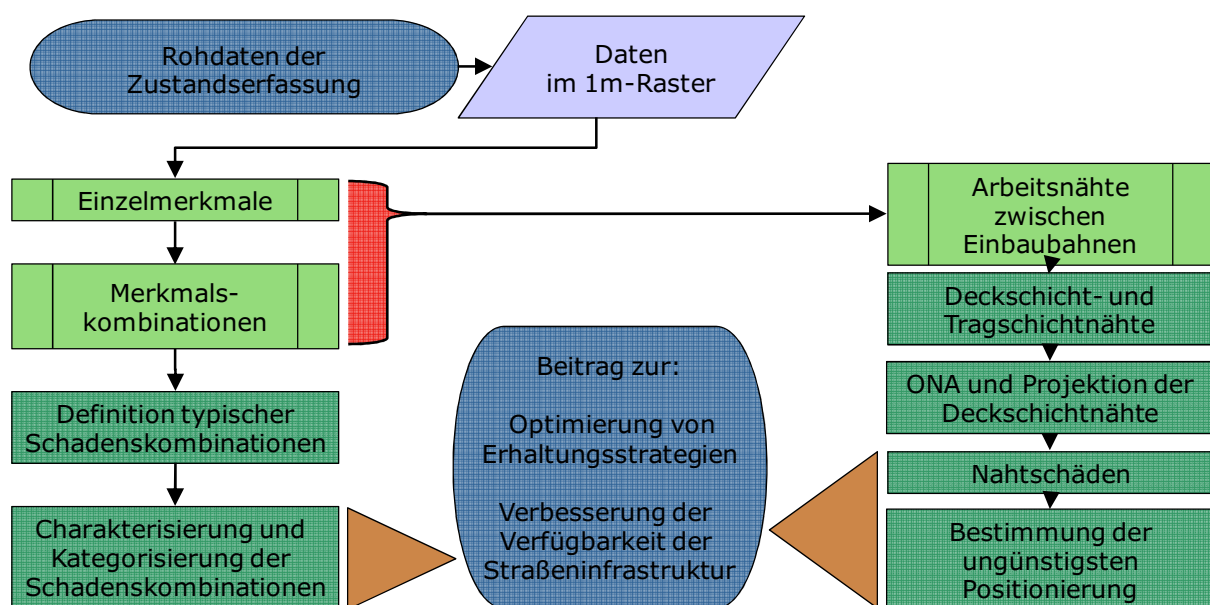 Rohdaten der
Zustandserfassung
Daten
im 1m-Raster
Einzelmerkmale
Merkmals-
kombinationen
Definition typischer
Schadenskombinationen
Charakterisierung und
Kategorisierung der
Schadenskombinationen
Beitrag zur:
Optimierung von
Erhaltungsstrategien
Verbesserung der
Verfügbarkeit der
Straßeninfrastruktur
Arbeitsnähte
zwischen
Einbaubahnen
Deckschicht- und
Tragschichtnähte
ONA und Projektion der
Deckschichtnähte
Nahtschäden
Bestimmung der
ungünstigsten
Positionierung